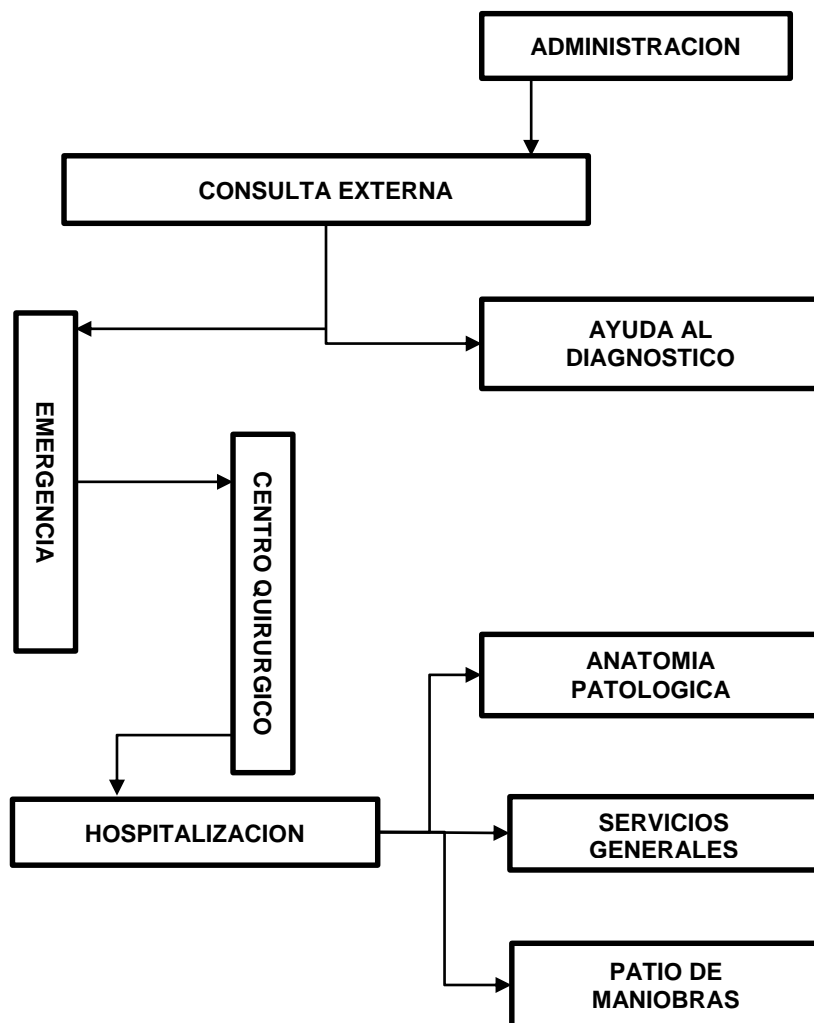 ADMINISTRACION
CONSULTA EXTERNA
AYUDA AL
DIAGNOSTICO
EMERGENCIA
CENTRO QUIRURGICO
ANATOMIA
PATOLOGICA
HOSPITALIZACION
SERVICIOS
GENERALES
PATIO DE
MANIOBRAS